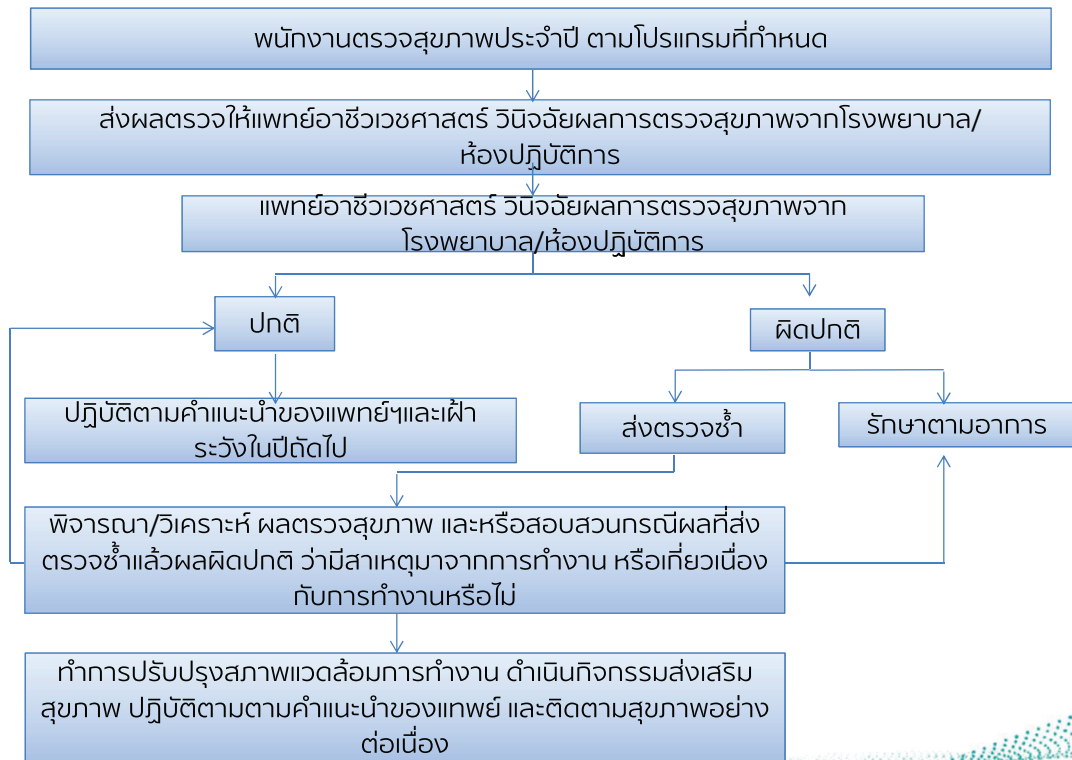 พนักงานตรวจสุขภาพประจำปี ตามโปรแกรมที่กำหนด
ส่งผลตรวจให้แพทย์อาชีวเวชศาสตร์ วินิจฉัยผลการตรวจสุขภาพจากโรงพยาบาล/
ห้องปฏิบัติการ
แพทย์อาชีวเวชศาสตร์ วินิจฉัยผลการตรวจสุขภาพจาก
โรงพยาบาล/ห้องปฏิบัติการ
ปกติ
ผิดปกติ
ปฏิบัติตามคำแนะนำของแพทย์ฯและเฝ้า
ระวังในปีถัดไป
ส่งตรวจซ้ำ
รักษาตามอาการ
พิจารณา/วิเคราะห์ ผลตรวจสุขภาพ และหรือสอบสวนกรณีผลที่ส่ง
ตรวจซ้ำแล้วผลผิดปกติ ว่ามีสาเหตุมาจากการทำงาน หรือเกี่ยวเนื่อง
กับการทำงานหรือไม่
ทำการปรับปรุงสภาพแวดล้อมการทำงาน ดำเนินกิจกรรมส่งเสริม
สุขภาพ ปฏิบัติตามตามคำแนะนำของแทพย์ และติดตามสุขภาพอย่าง
ต่อเนื่อง